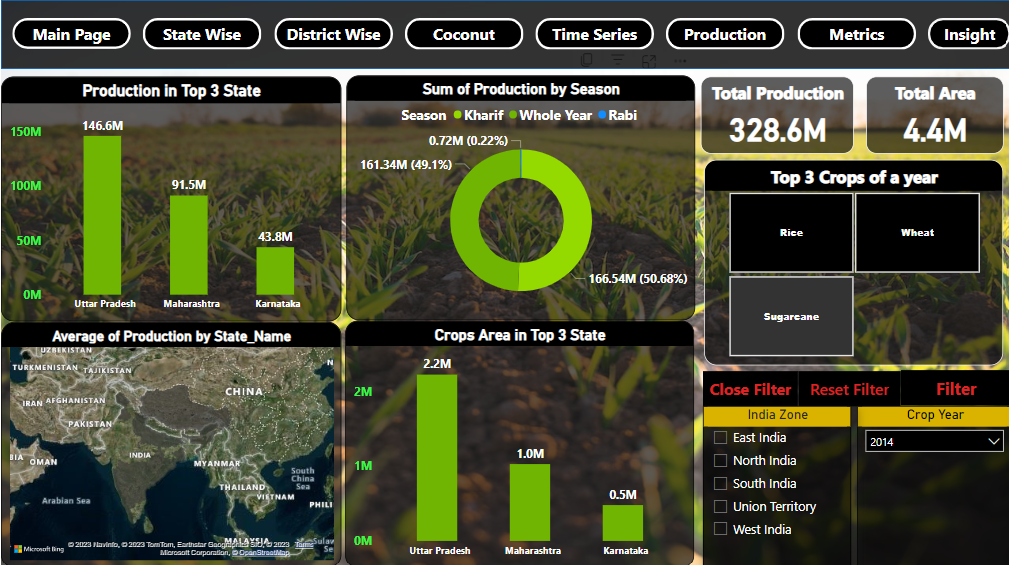 Main Page
State Wise
District Wise
Coconut
Time Series
Production
Metrics
Insight
Production in Top 3 State
150M
100M
50M
0M
146.6M
91.5M
43.8M
Uttar Pradesh
Maharashtra
Karnataka
Sum of Production by Season
Season Kharif Whole Year Rabi
0.72M (0.22%)
161.34M (49.1%)
166.54M (50.68%)
Total Production
328.6M
Total Area
4.4M
Top 3 Crops of a year
Rice
Wheat
Sugarcane
Average of Production by State_Name
UZBEKISTAN
TURKMENISTAN
TAJIKISTAN
CHINA
IRAN
AFGHANISTAN
PAKISTAN
INDIA
OMAN
MYANMAR
THAILAND
VIETNAM
PHILI
South
China
Sea
Arabian Sea
MALAYSIA
Microsoft Bing
© 2023 NavInfo, © 2023 TomTom, Earthstar Geographics SIO, © 2023
Microsoft Corporation, © OpenStreetMap
Terms
Crops Area in Top 3 State
2M
1M
0M
2.2M
1.0M
0.5M
Uttar Pradesh
Maharashtra
Karnataka
Close Filter
Reset Filter
Filter
India Zone
East India
North India
South India
Union Territory
West India
Crop Year
2014